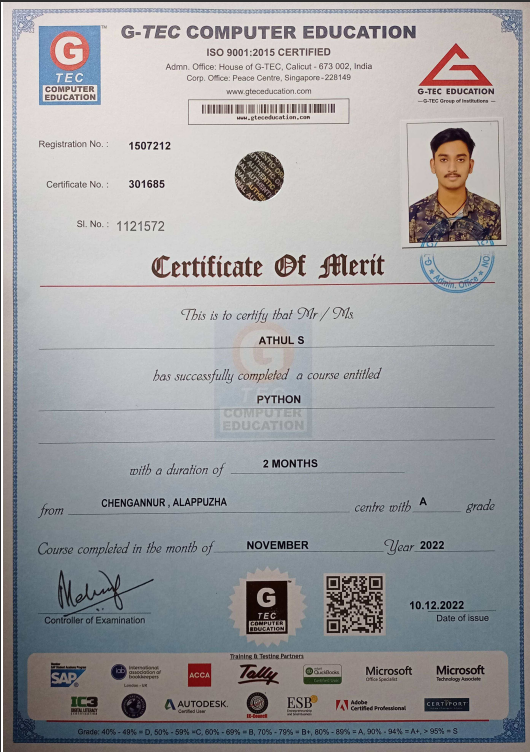 G
TEC
COMPUTER
EDUCATION
G-TEC COMPUTER EDUCATION
ISO 9001:2015 CERTIFIED
Admn. Office: House of G-TEC, Calicut - 673 002, India
Corp. Office: Peace Centre, Singapore - 228149
www.gteceducation.com
www.gteceducation.com
G-TEC EDUCATION
G-TEC Group of Institutions
Registration No. : 1507212
Certificate No. : 301685
Sl. No. : 1121572
Admn. Office
Certificate Of Merit
This is to certify that Mr / Ms.
ATHUL S
has successfully completed a course entitled
PYTHON
COMPUTER
EDUCATION
with a duration of 2 MONTHS
from CHENGANNUR , ALAPPUZHA centre with A grade
Course completed in the month of NOVEMBER Year 2022
Controller of Examination
G
TEC
COMPUTER
EDUCATION
10.12.2022
Date of issue
Training & Testing Partners
SAP
iab International association of bookkeepers
ACCA
Tally
QuickBooks
Microsoft
Office Specialist
Microsoft
Technology Associate
IC3
AUTODESK.
Certified User
ESB
Adobe
Certified Professional
CERTIPORT
Grade: 40% - 49% = D, 50% - 59% =C, 60% - 69% = B, 70% - 79% = B+, 80% - 89% = A, 90% - 94% = A+, > 95% = S